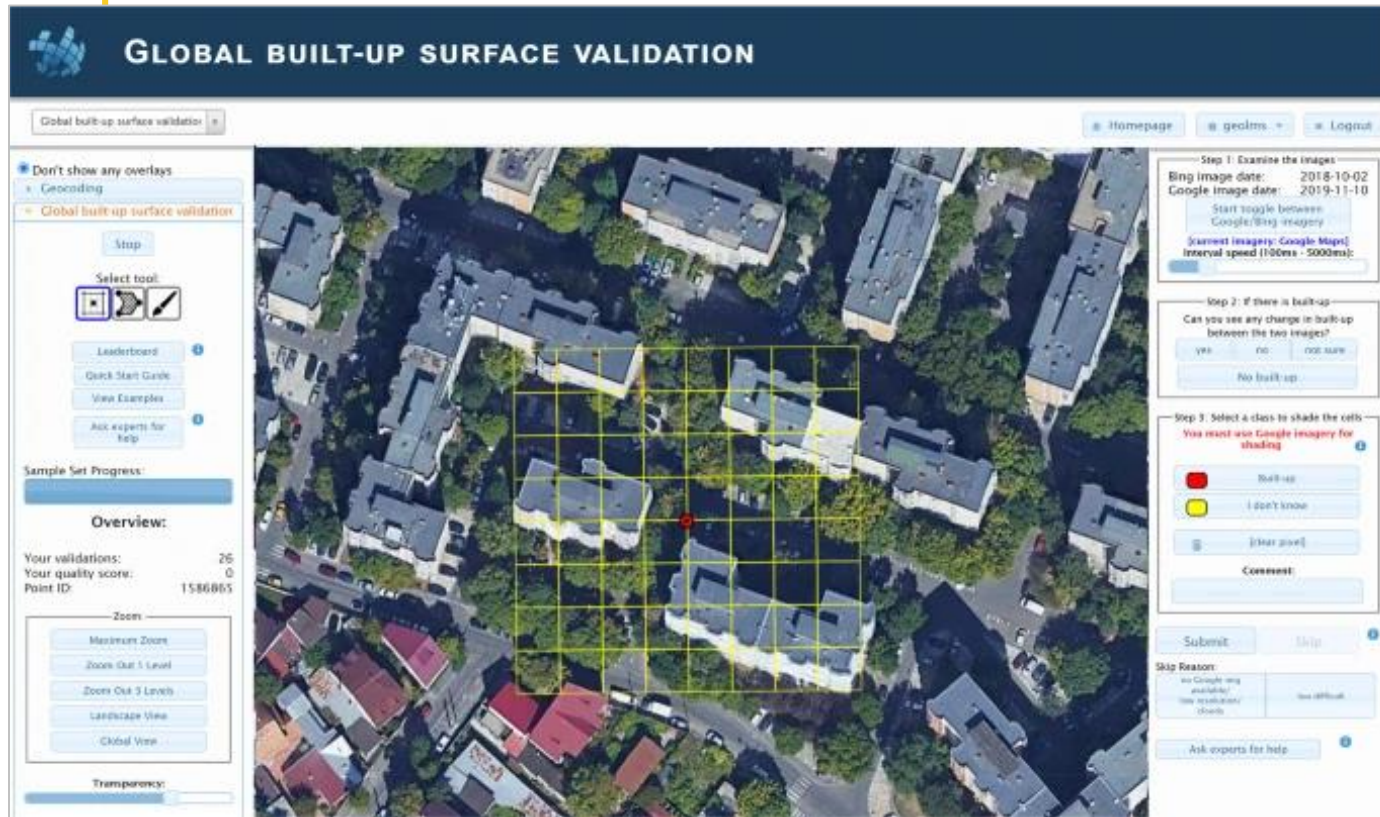 GLOBAL BUILT-UP SURFACE VALIDATION
Global built-up surface validation
Homepage
geolms
Logout
Don't show any overlays
Geocoding
Global built-up surface validation
Stop
Select tool:
Leaderboard
Quick Start Guide
View Examples
Ask experts for
help
Sample Set Progress:
Overview:
Your validations: 26
Your quality score: 0
Point ID: 1586865
Zoom
Maximum Zoom
Zoom Out 1 Level
Zoom Out 3 Levels
Landscape View
Global View
Transparency:
Step 1: Examine the images
Bing image date: 2018-10-02
Google image date: 2019-11-10
Start toggle between
Google/Bing imagery
[current imagery: Google Maps]
Interval speed (100ms - 5000ms):
Step 2: If there is built-up
Can you see any change in built-up
between the two images?
yes no not sure
No built-up
Step 3: Select a class to shade the cells
You must use Google imagery for
shading
Built-up
I don't know
[clear pixel]
Comment:
Submit Skip
Skip Reason:
no Google img
available/
low resolution/
clouds
too difficult
Ask experts for help